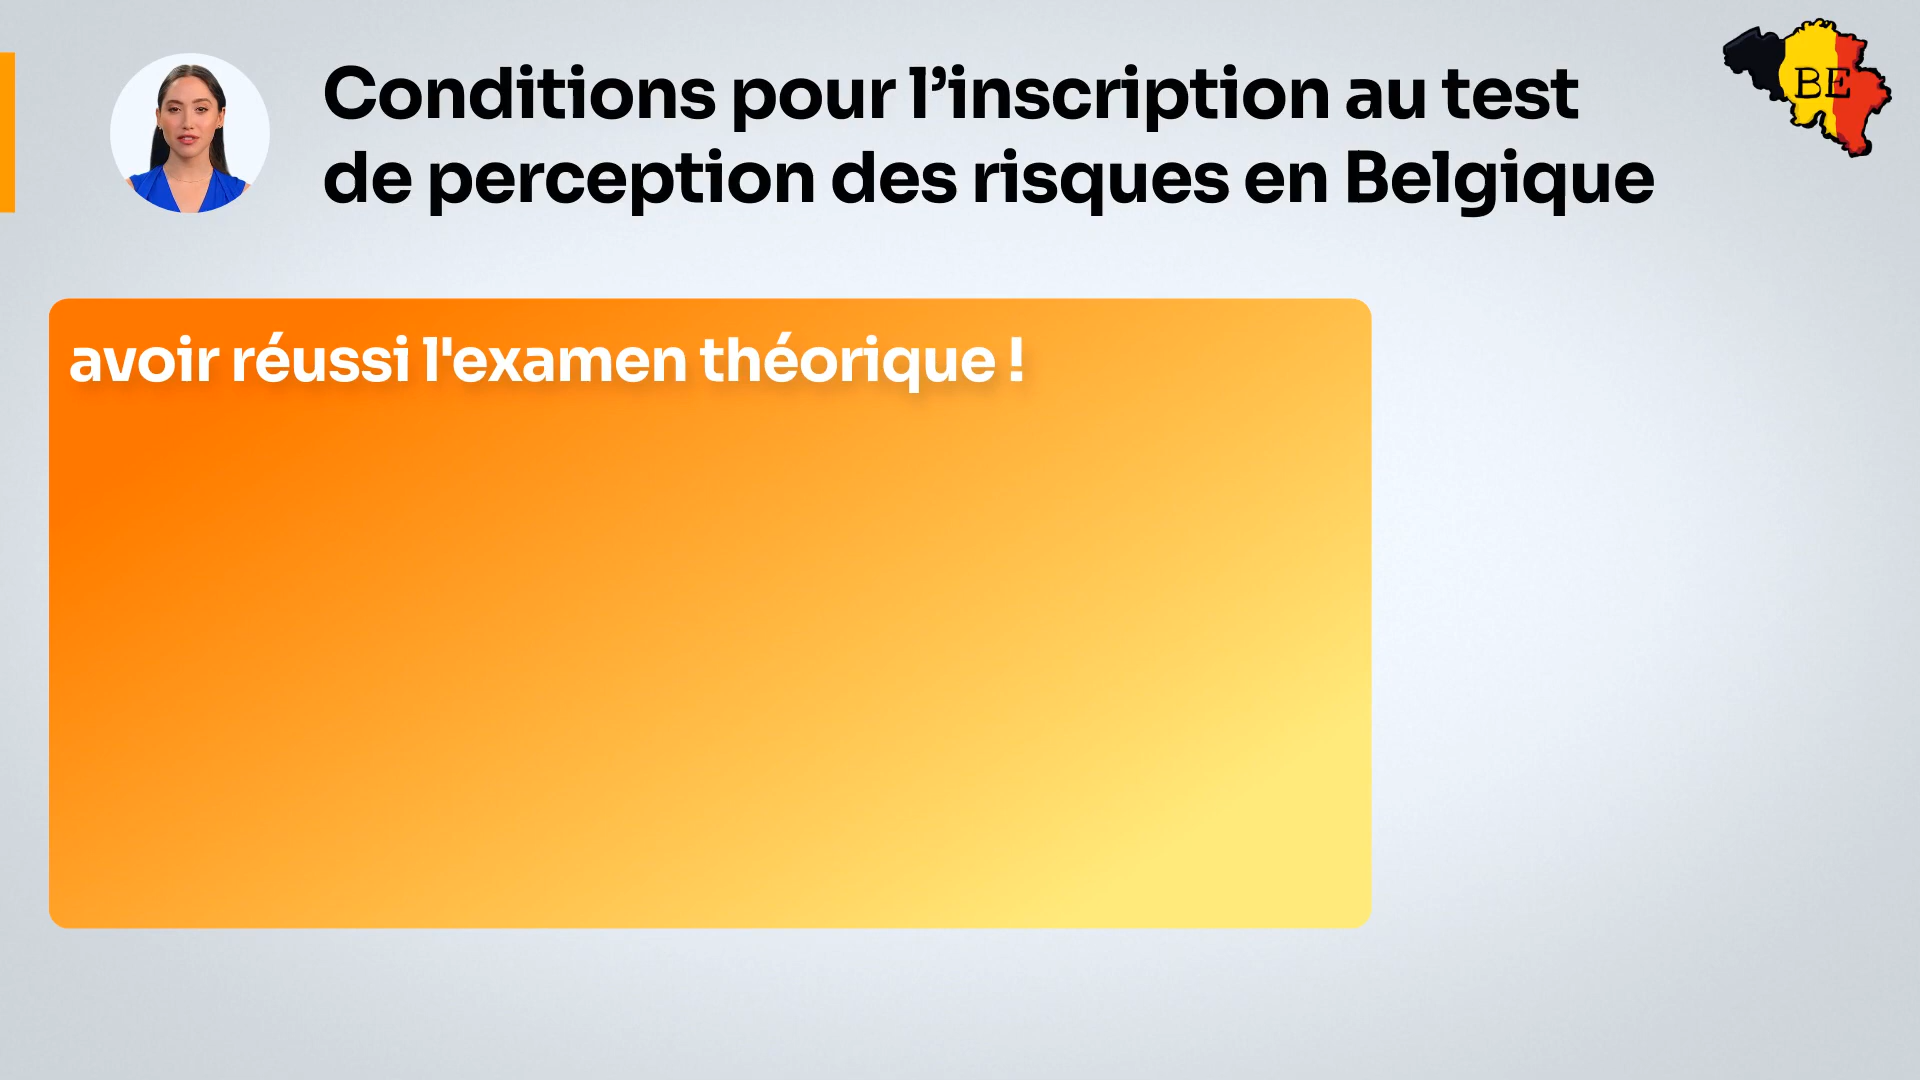 Conditions pour l’inscription au test
de perception des risques en Belgique
BE
avoir réussi l'examen théorique !